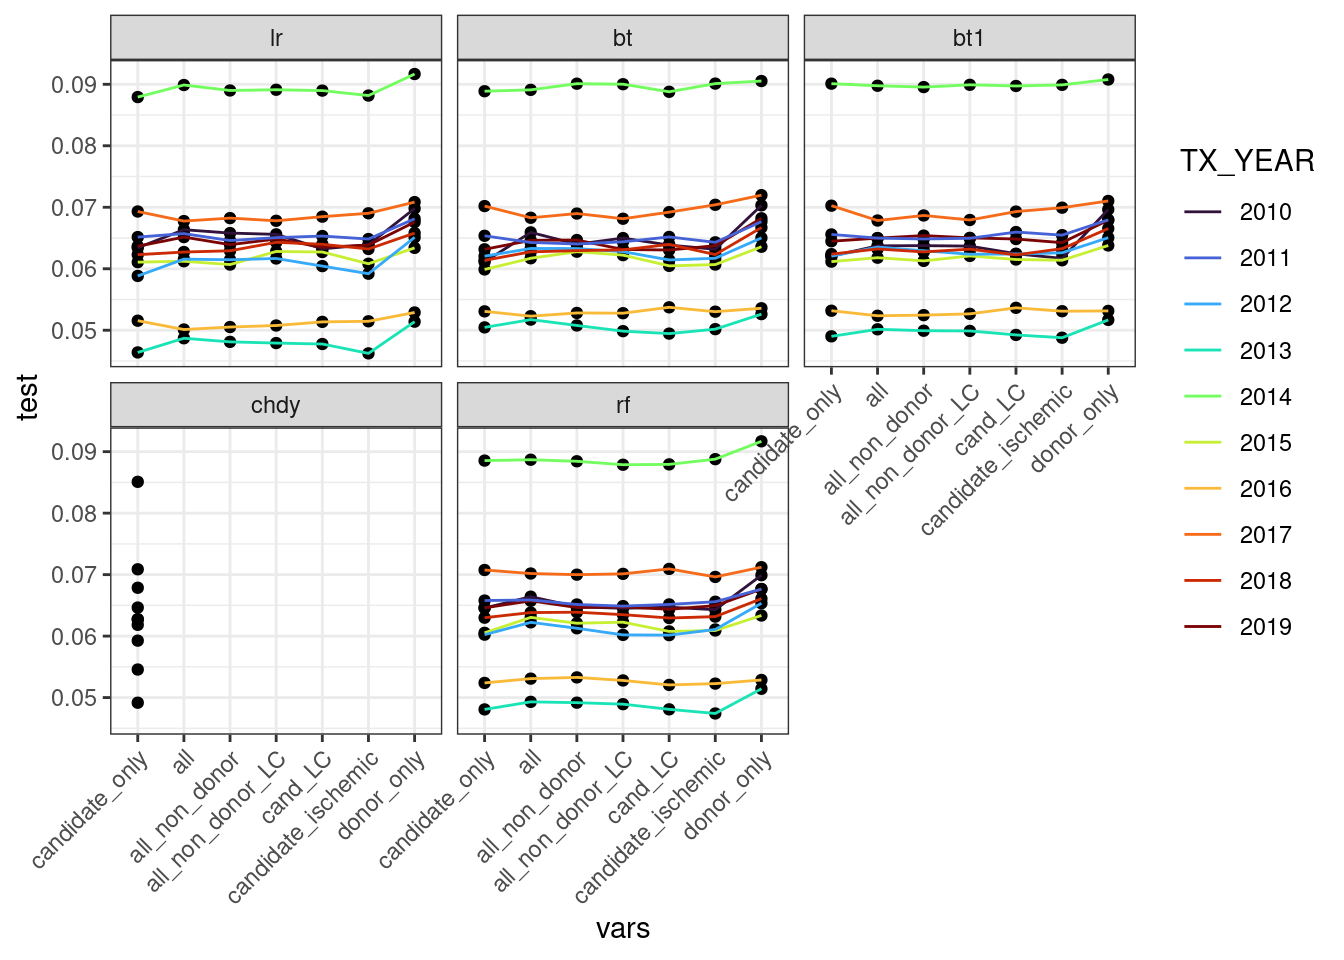 lr
bt
bt1
0.09
0.08
0.07
0.06
0.05
candidate_only
all
all_non_donor
all_non_donor_LC
cand_LC
candidate_ischemic
donor_only
chdy
rf
0.09
0.08
0.07
0.06
0.05
candidate_only
all
all_non_donor
all_non_donor_LC
cand_LC
candidate_ischemic
donor_only
candidate_only
all
all_non_donor
all_non_donor_LC
cand_LC
candidate_ischemic
donor_only
test
vars
TX_YEAR
2010
2011
2012
2013
2014
2015
2016
2017
2018
2019